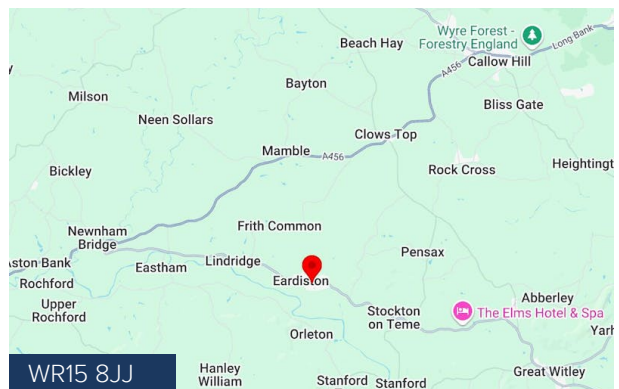 Wyre Forest -
Forestry England
Long Bank
Beach Hay
Callow Hill
A456
Bayton
Milson
Bliss Gate
Neen Sollars
Clows Top
Mamble
A456
Rock Cross
Heightingt
Bickley
Frith Common
Newnham
Bridge
Pensax
Aston Bank
Lindridge
Eastham
Rochford
Eardiston
Abberley
Upper
Rochford
Stockton
on Teme
The Elms Hotel & Spa
Yarh
Orleton
WR15 8JJ
Hanley
William
Stanford
Stanford
Great Witley